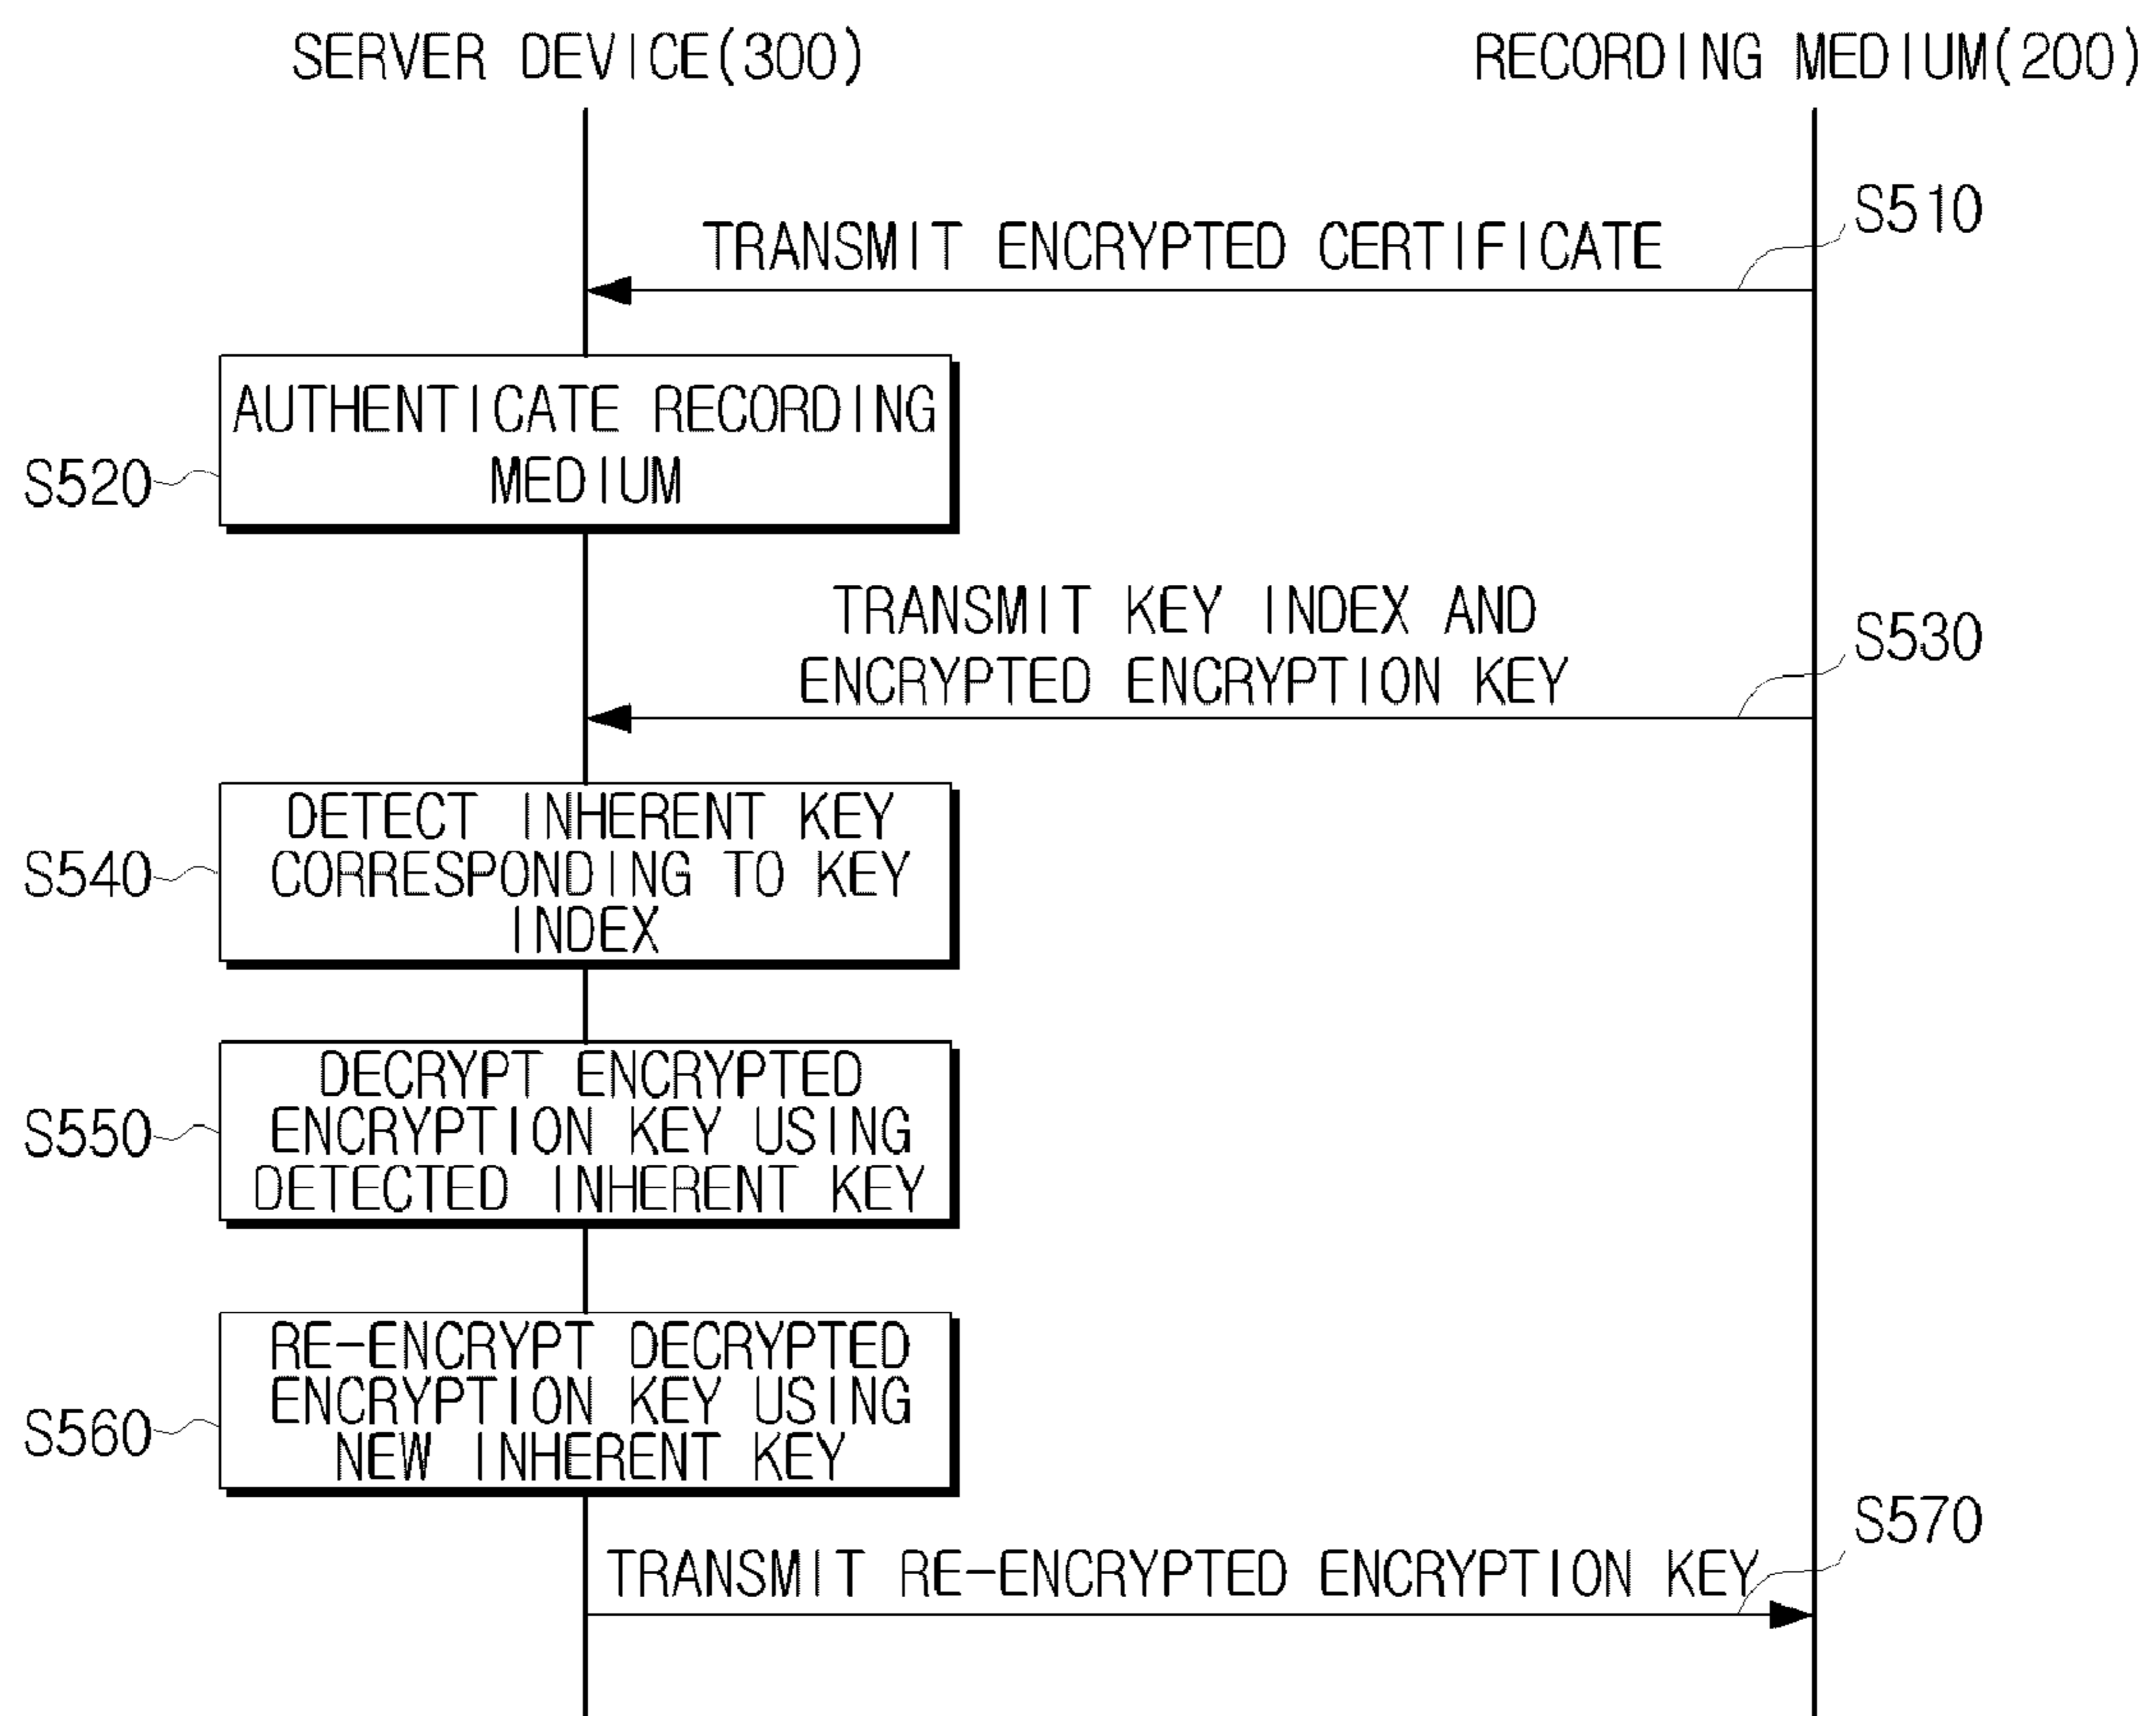 SERVER DEVICE(300)
RECORDING MEDIUM(200)
S510
TRANSMIT ENCRYPTED CERTIFICATE
AUTHENTICATE RECORDING
MEDIUM
S520
TRANSMIT KEY INDEX AND
ENCRYPTED ENCRYPTION KEY
S530
DETECT INHERENT KEY
CORRESPONDING TO KEY
INDEX
S540
DECRYPT ENCRYPTED
ENCRYPTION KEY USING
DETECTED INHERENT KEY
S550
RE-ENCRYPT DECRYPTED
ENCRYPTION KEY USING
NEW INHERENT KEY
S560
S570
TRANSMIT RE-ENCRYPTED ENCRYPTION KEY